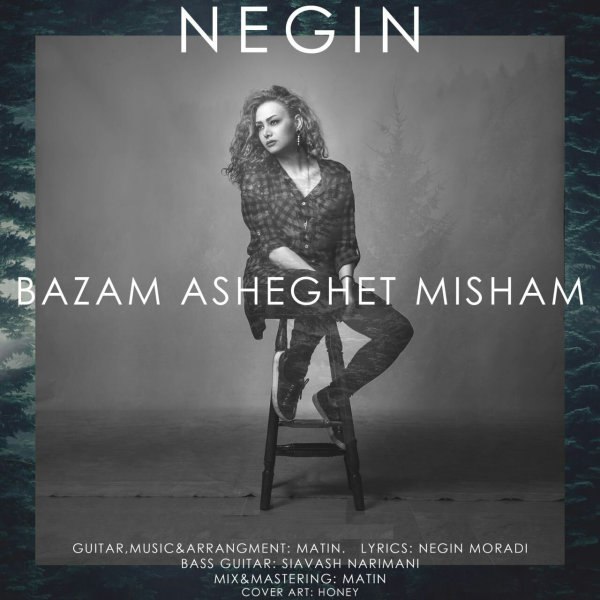 NEGIN
BAZAM ASHEGHET MISHAM
GUITAR,MUSIC&ARRANGMENT: MATIN. LYRICS: NEGIN MORADI
BASS GUITAR: SIAVASH NARIMANI
MIX&MASTERING: MATIN
COVER ART: HONEY